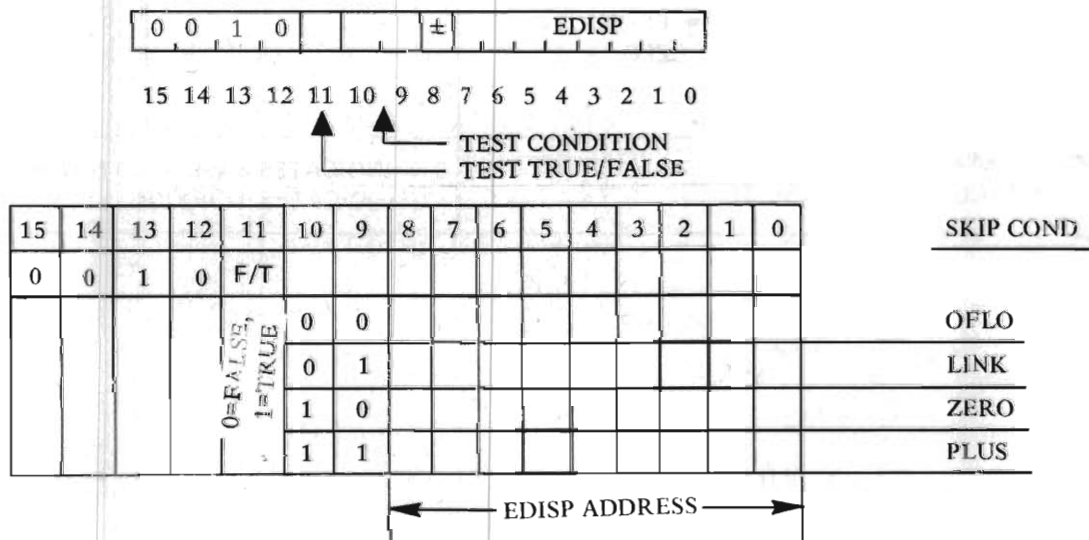 0 0 1 0 ± EDISP
15 14 13 12 11 10 9 8 7 6 5 4 3 2 1 0
TEST CONDITION
TEST TRUE/FALSE
15 14 13 12 11 10 9 8 7 6 5 4 3 2 1 0 SKIP COND
0 0 1 0 F/T
0=FALSE,
1=TRUE
0 0 OFLO
0 1 LINK
1 0 ZERO
1 1 PLUS
EDISP ADDRESS